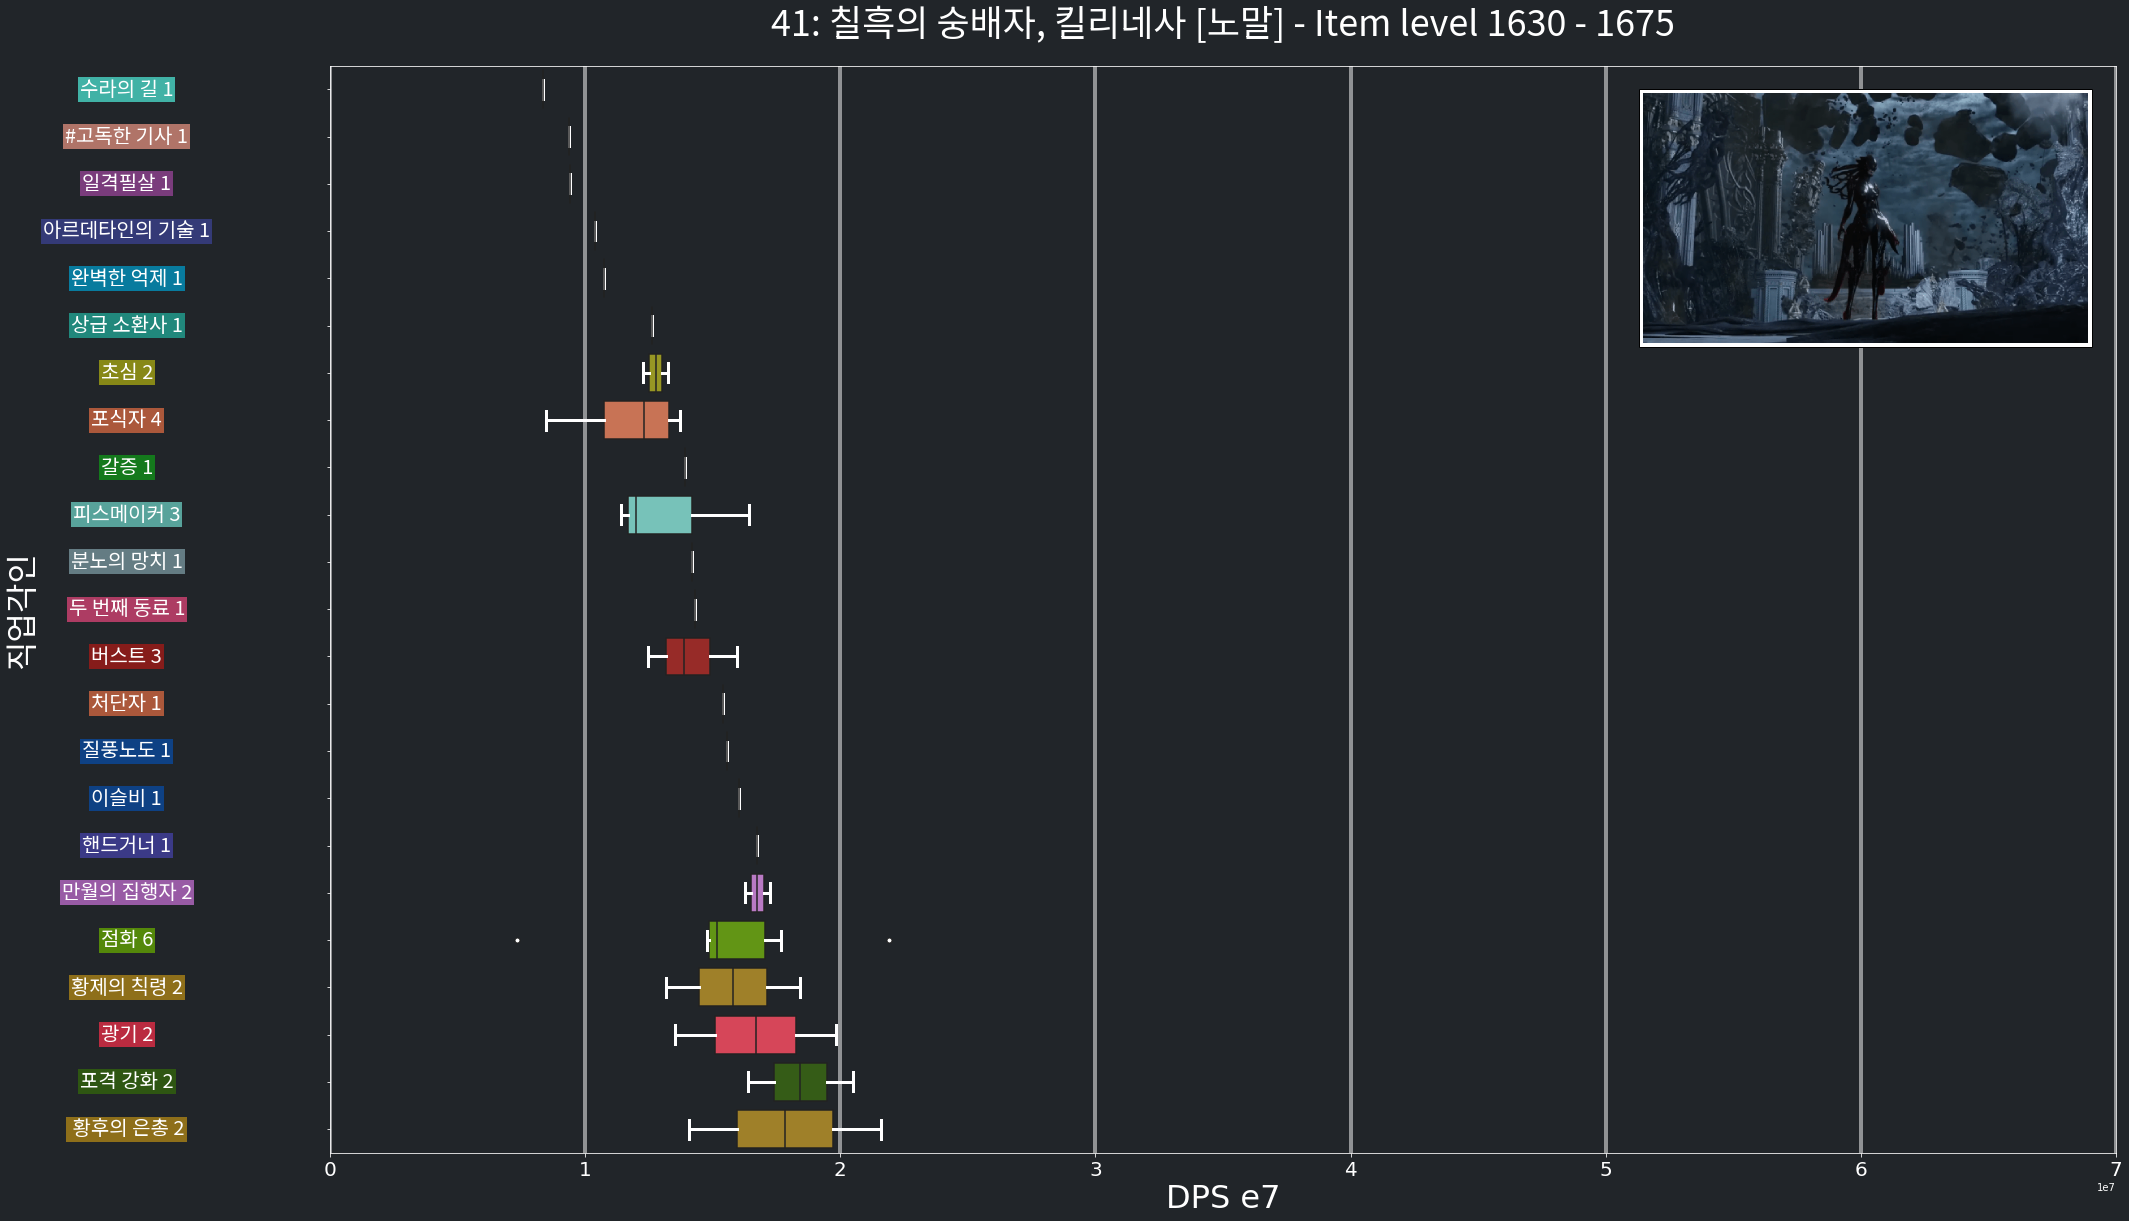 41: 칠흑의 숭배자, 킬리네사 [노말] - Item level 1630 - 1675
직업각인
수라의 길 1
#고독한 기사 1
일격필살 1
아르데타인의 기술 1
완벽한 억제 1
상급 소환사 1
초심 2
포식자 4
갈증 1
피스메이커 3
분노의 망치 1
두 번째 동료 1
버스트 3
처단자 1
질풍노도 1
이슬비 1
핸드거너 1
만월의 집행자 2
점화 6
황제의 칙령 2
광기 2
포격 강화 2
황후의 은총 2
0 1 2 3 4 5 6 7
1e7
DPS e7